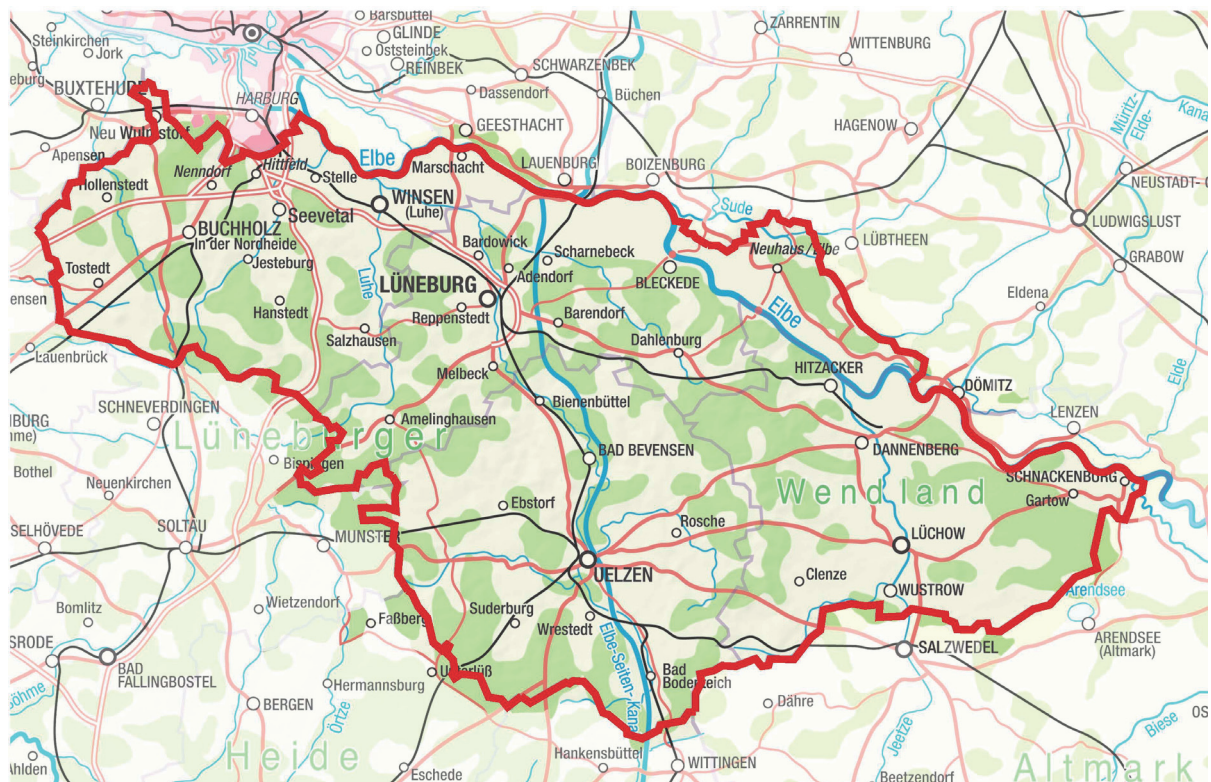 Steinkirchen
Jork
Barsbüttel
GLINDE
Oststeinbek
REINBEK
ZARRENTIN
WITTENBURG
SCHWARZENBEK
Dassendorf
Büchen
BUXTEHUDE
HARBURG
Müritz-
Elde-
Kana
HAGENOW
Neu Wulmstorf
GEESTHACHT
Apensen
Elbe
Marschacht
LAUENBURG
BOIZENBURG
Hittfeld
Nenndorf
Stelle
NEUSTADT-
Hollenstedt
WINSEN
(Luhe)
Seevetal
Sude
LUDWIGSLUST
BUCHHOLZ
In der Nordheide
Bardowick
Scharnebeck
Neuhaus /Elbe
LÜBTHEEN
Jesteburg
Luhe
Adendorf
BLECKEDE
GRABOW
Tostedt
LÜNEBURG
Elbe
Eldena
Hanstedt
Reppenstedt
Barendorf
Salzhausen
Dahlenburg
Lauenbrück
Melbeck
HITZACKER
Elde
DÖMITZ
SCHNEVERDINGEN
Bienenbüttel
Amelinghausen
LENZEN
Lüneburger
DANNENBERG
Bothel
Bispingen
BAD BEVENSEN
SCHNACKENBURG
Neuenkirchen
Wendland
Gartow
Ebstorf
Rosche
SOLTAU
MUNSTER
LÜCHOW
UELZEN
Clenze
WUSTROW
Arendsee
Bomlitz
Wietzendorf
Suderburg
Faßberg
Wrestedt
ARENDSEE
(Altmark)
SALZWEDEL
Elbe-Seiten-Kanal
BAD
FALLINGBOSTEL
Unterlüß
Bad
Bodenteich
Hermannsburg
Örtze
BERGEN
Dähre
Jeetze
Biese
Heide
Hankensbüttel
Altmark
Eschede
WITTINGEN
Beetzendorf